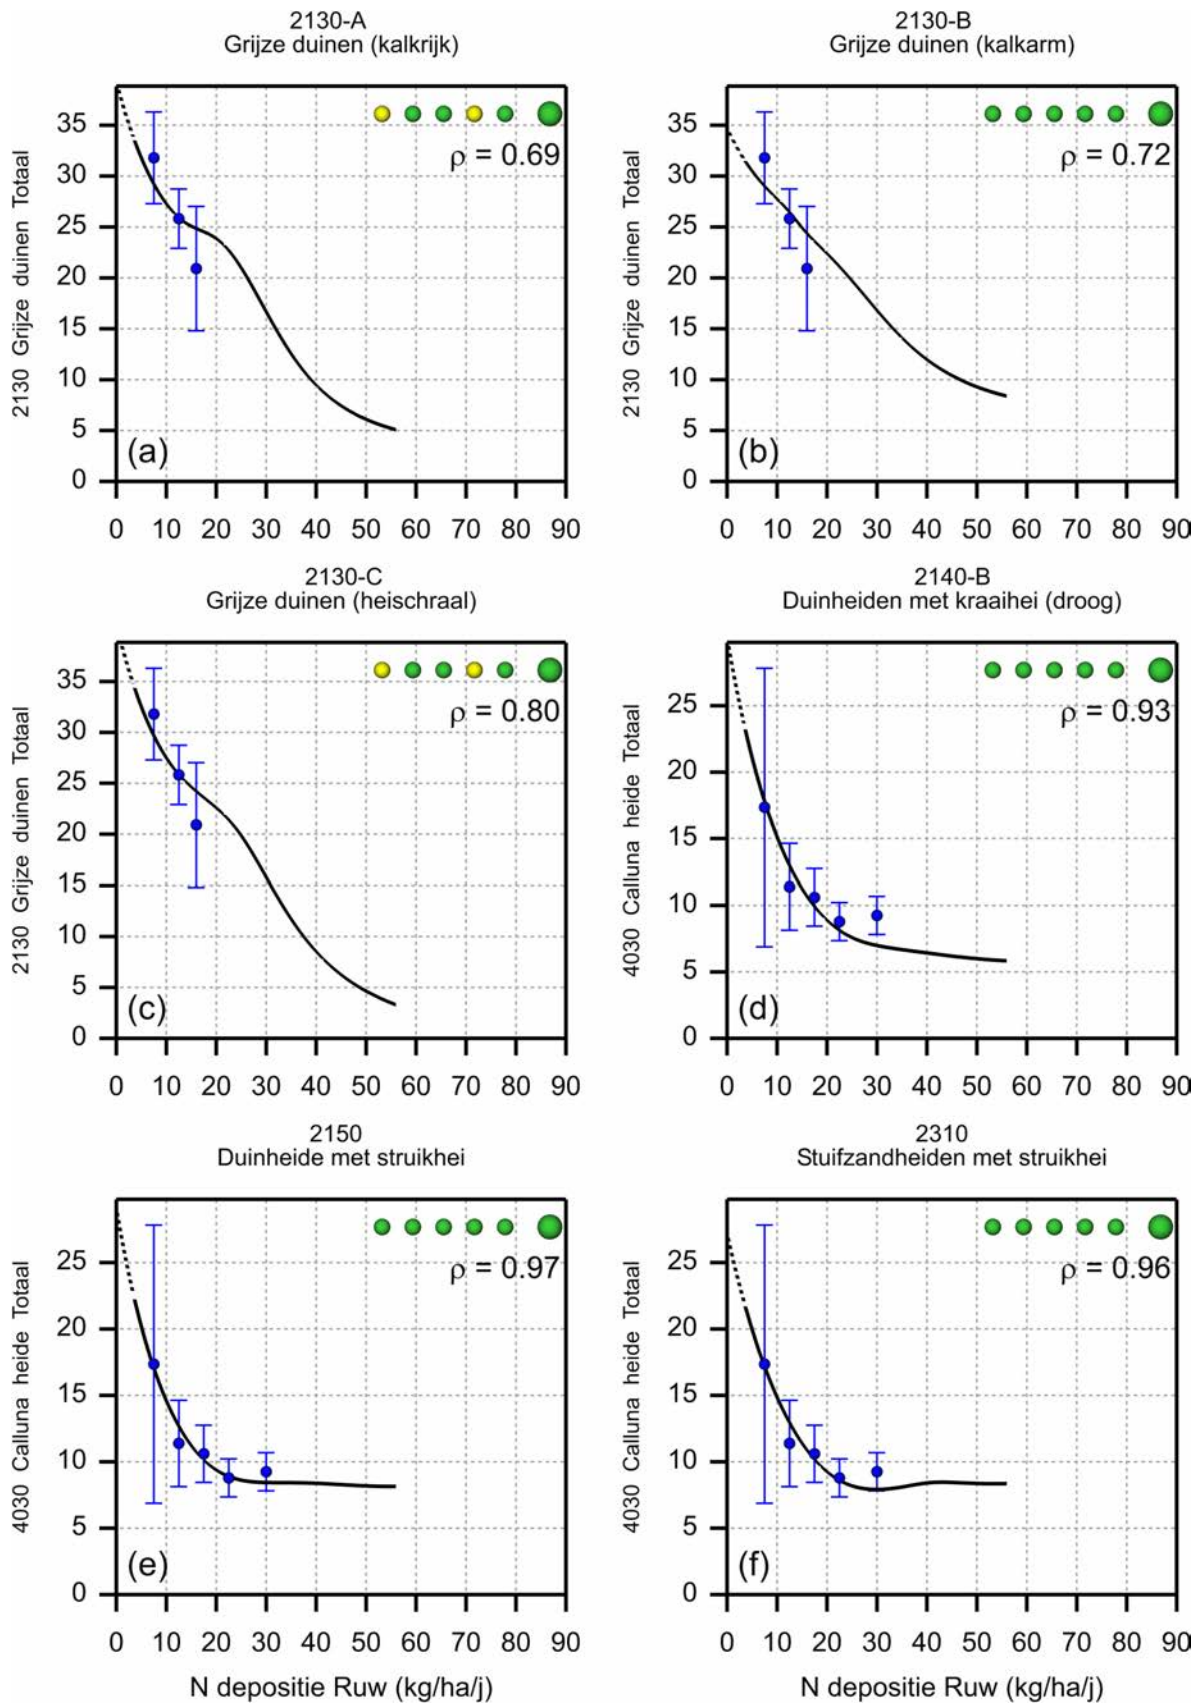 2130-A
Grijze duinen (kalkrijk)
2130 Grijze duinen Totaal
35
30
25
20
15
10
5
0
ρ = 0.69
(a)
0 10 20 30 40 50 60 70 80 90
2130-B
Grijze duinen (kalkarm)
2130 Grijze duinen Totaal
35
30
25
20
15
10
5
0
ρ = 0.72
(b)
0 10 20 30 40 50 60 70 80 90
2130-C
Grijze duinen (heischraal)
2130 Grijze duinen Totaal
35
30
25
20
15
10
5
0
ρ = 0.80
(c)
0 10 20 30 40 50 60 70 80 90
2140-B
Duinheiden met kraaihei (droog)
4030 Calluna heide Totaal
25
20
15
10
5
0
ρ = 0.93
(d)
0 10 20 30 40 50 60 70 80 90
2150
Duinheide met struikhei
4030 Calluna heide Totaal
25
20
15
10
5
0
ρ = 0.97
(e)
0 10 20 30 40 50 60 70 80 90
N depositie Ruw (kg/ha/j)
2310
Stuifzandheiden met struikhei
4030 Calluna heide Totaal
25
20
15
10
5
0
ρ = 0.96
(f)
0 10 20 30 40 50 60 70 80 90
N depositie Ruw (kg/ha/j)